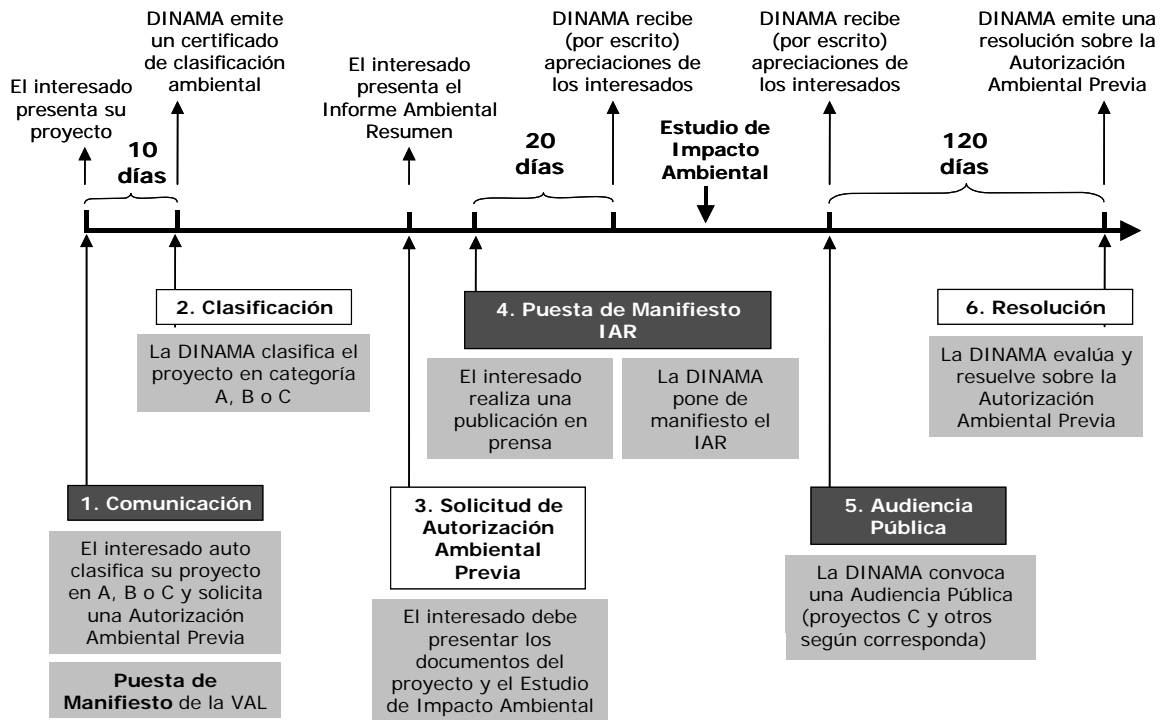 El interesado
presenta su
proyecto
10
días
DINAMA emite
un certificado
de clasificación
ambiental
El interesado
presenta el
Informe Ambiental
Resumen
DINAMA recibe
(por escrito)
apreciaciones de
los interesados
20
días
Estudio de
Impacto
Ambiental
DINAMA recibe
(por escrito)
apreciaciones de
los interesados
120
días
DINAMA emite una
resolución sobre la
Autorización
Ambiental Previa
2. Clasificación
La DINAMA clasifica el
proyecto en categoría
A, B o C
4. Puesta de Manifiesto
IAR
El interesado
realiza una
publicación en
prensa
La DINAMA
pone de
manifiesto el
IAR
6. Resolución
La DINAMA evalúa y
resuelve sobre la
Autorización
Ambiental Previa
1. Comunicación
El interesado auto
clasifica su proyecto
en A, B o C y solicita
una Autorización
Ambiental Previa
Puesta de
Manifiesto de la VAL
3. Solicitud de
Autorización
Ambiental
Previa
El interesado debe
presentar los
documentos del
proyecto y el Estudio
de Impacto Ambiental
5. Audiencia
Pública
La DINAMA convoca
una Audiencia Pública
(proyectos C y otros
según corresponda)